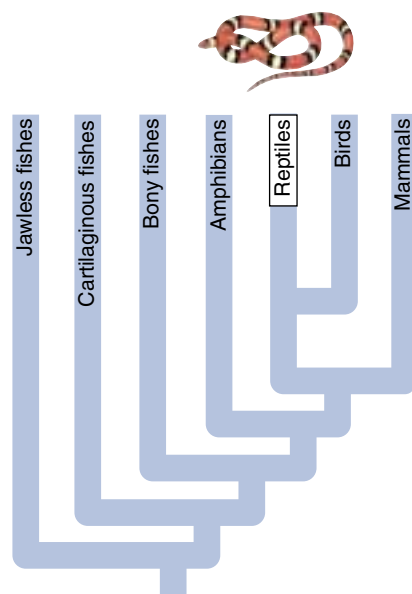 Jawless fishes
Cartilaginous fishes
Bony fishes
Amphibians
Reptiles
Birds
Mammals